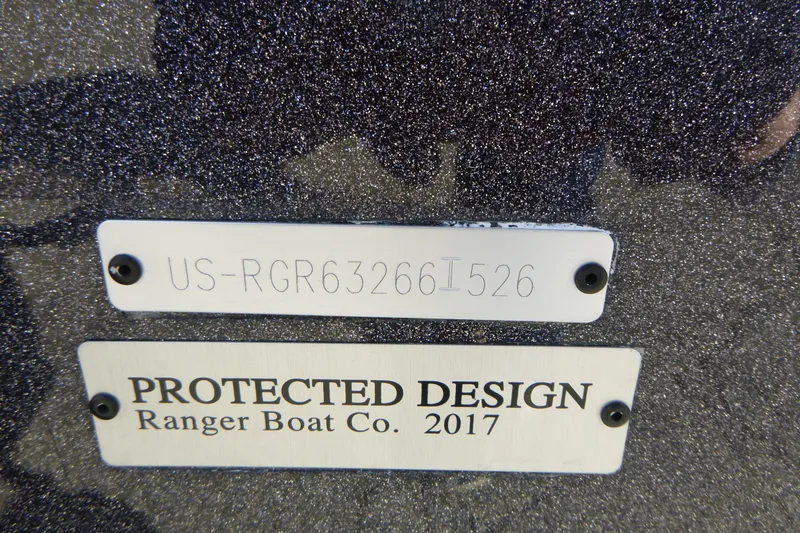 US-RGR63266I526
PROTECTED DESIGN
Ranger Boat Co. 2017